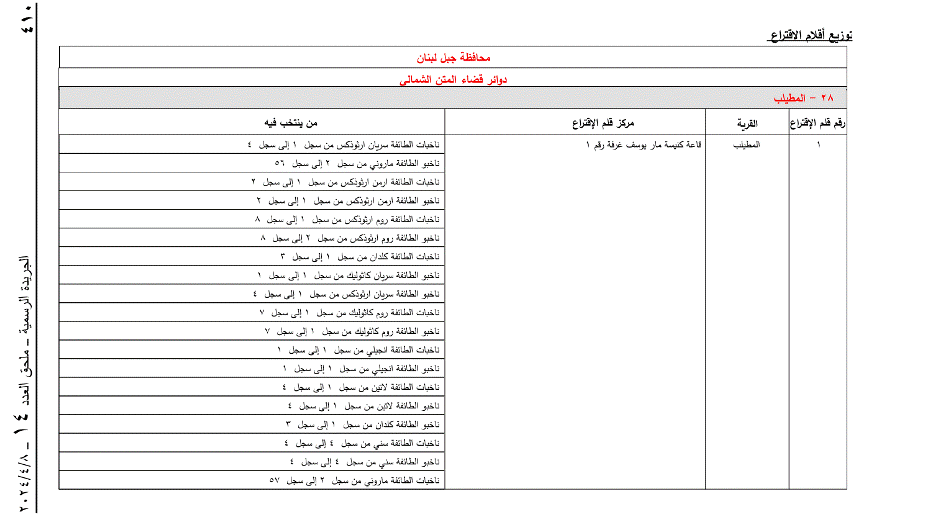 ٤١٠
توزيع أقلام الاقتراع
محافظة جبل لبنان
دوائر قضاء المتن الشمالي
٢٨ - المطيلب
رقم قلم الإقتراع القرية مركز قلم الإقتراع من ينتخب فيه
١ المطيلب قاعة كنيسة مار يوسف غرفة رقم ١ ناخبات الطائفة سريان ارثوذكس من سجل ١ إلى سجل ٤
ناخبو الطائفة ماروني من سجل ٢ إلى سجل ٥٦
ناخبات الطائفة ارمن ارثوذكس من سجل ١ إلى سجل ٢
ناخبو الطائفة ارمن ارثوذكس من سجل ١ إلى سجل ٢
ناخبات الطائفة روم ارثوذكس من سجل ١ إلى سجل ٨
ناخبو الطائفة روم ارثوذكس من سجل ٢ إلى سجل ٨
ناخبات الطائفة كلدان من سجل ١ إلى سجل ٣
ناخبو الطائفة سريان كاثوليك من سجل ١ إلى سجل ١
ناخبو الطائفة سريان ارثوذكس من سجل ١ إلى سجل ٤
ناخبات الطائفة روم كاثوليك من سجل ١ إلى سجل ٧
ناخبو الطائفة روم كاثوليك من سجل ١ إلى سجل ٧
ناخبات الطائفة انجيلي من سجل ١ إلى سجل ١
ناخبو الطائفة انجيلي من سجل ١ إلى سجل ١
ناخبات الطائفة لاتين من سجل ١ إلى سجل ٤
ناخبو الطائفة لاتين من سجل ١ إلى سجل ٤
ناخبو الطائفة كلدان من سجل ١ إلى سجل ٣
ناخبات الطائفة سني من سجل ٤ إلى سجل ٤
ناخبو الطائفة سني من سجل ٤ إلى سجل ٤
ناخبات الطائفة ماروني من سجل ٢ إلى سجل ٥٧
الجريدة الرسمية - ملحق العدد ١٤ - ٢٠٢٤/٤/٨